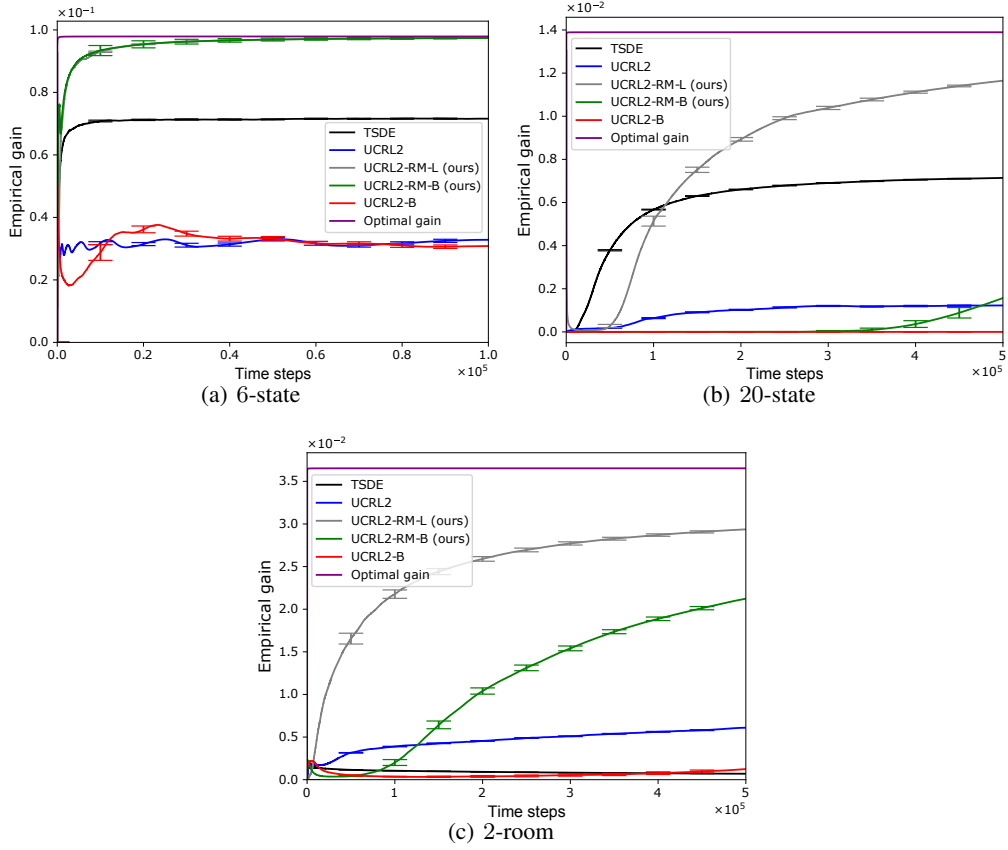 ×10⁻¹
1.0
0.8
0.6
0.4
0.2
0.0
Empirical gain
TSDE
UCRL2
UCRL2-RM-L (ours)
UCRL2-RM-B (ours)
UCRL2-B
Optimal gain
0.0 0.2 0.4 0.6 0.8 1.0
Time steps
×10⁵
(a) 6-state
×10⁻²
1.4
1.2
1.0
0.8
0.6
0.4
0.2
0.0
Empirical gain
TSDE
UCRL2
UCRL2-RM-L (ours)
UCRL2-RM-B (ours)
UCRL2-B
Optimal gain
0 1 2 3 4 5
Time steps
×10⁵
(b) 20-state
×10⁻²
3.5
3.0
2.5
2.0
1.5
1.0
0.5
0.0
Empirical gain
TSDE
UCRL2
UCRL2-RM-L (ours)
UCRL2-RM-B (ours)
UCRL2-B
Optimal gain
0 1 2 3 4 5
Time steps
×10⁵
(c) 2-room